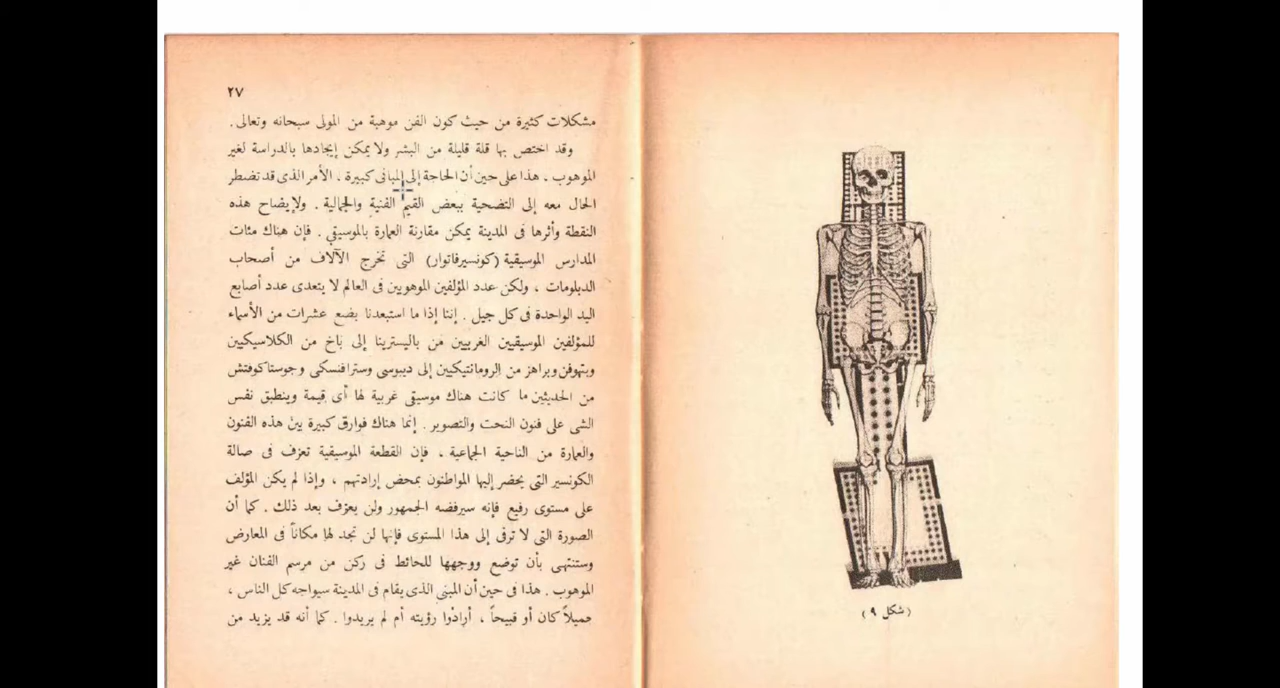 ٢٧
مشكلات كثيرة من حيث كون الفن موهبة من المولى سبحانه وتعالى .
وقد اختص بها قلة قليلة من البشر ولا يمكن إيجادها بالدراسة لغير
الموهوب . هذا على حين أن الحاجة إلى المبانى كبيرة . الأمر الذى قد تضطر
الحال معه إلى التضحية ببعض القيم الفنية والجمالية . ولإيضاح هذه
النقطة وأثرها فى المدينة يمكن مقارنة العمارة بالموسيقي . فإن هناك مئات
المدارس الموسيقية (كونسيرفاتوار) التى تخرج الآلاف من أصحاب
الدبلومات ، ولكن عدد المؤلفين الموهوبين فى العالم لا يتعدى عدد أصابع
اليد الواحدة فى كل جيل . إننا إذا ما استبعدنا بضع عشرات من الأسماء
للمؤلفين الموسيقيين الغربيين من باليسترينا إلى باخ من الكلاسيكيين
وبتهوفن وبراهز من الرومانتيكيين إلى ديبوسى وسترافنسكى وجوستاكوفتش
من الحديثين ما كانت هناك موسيقى غربية لها أى قيمة وينطبق نفس
الشى على فنون النحت والتصوير . إنما هناك فوارق كبيرة بين هذه الفنون
والعمارة من الناحية الجماعية ، فإن القطعة الموسيقية تعزف فى صالة
الكونسير التى يحضر إليها المواطنون بمحض إرادتهم ، وإذا لم يكن المؤلف
على مستوى رفيع فإنه سيرفضه الجمهور ولن يعزف بعد ذلك . كما أن
الصورة التى لا ترقى إلى هذا المستوى فإنها لن تجد لها مكاناً فى المعارض
وستنتهى بأن توضع ووجهها للحائط فى ركن من مرسم الفنان غير
الموهوب . هذا فى حين أن المبنى الذى يقام فى المدينة سيواجه كل الناس ،
جميلاً كان أو قبيحاً ، أرادوا رؤيته أم لم يريدوا . كما أنه قد يزيد من
(شكل ٩)